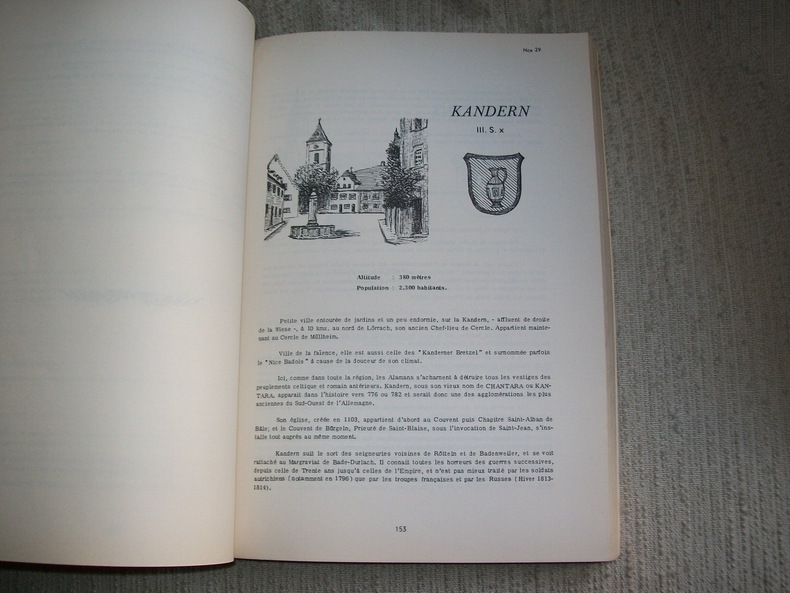 Nox 29
KANDERN
III. S. x
Altitude : 380 mètres
Population : 2.300 habitants.
Petite ville entourée de jardins et un peu endormie, sur la Kandern, - affluent de droite
de la Wiese -, à 10 kms. au nord de Lörrach, son ancien Chef-lieu de Cercle. Appartient mainte-
nant au Cercle de Müllheim.
Ville de la faïence, elle est aussi celle des "Kanderner Bretzel" et surnommée parfois
le "Nice Badois" à cause de la douceur de son climat.
Ici, comme dans toute la région, les Alamans s'acharnent à détruire tous les vestiges des
peuplements celtique et romain antérieurs. Kandern, sous son vieux nom de CHANTARA ou KAN-
TARA, apparait dans l'histoire vers 776 ou 782 et serait donc une des agglomérations les plus
anciennes du Sud-Ouest de l'Allemagne.
Son église, créée en 1103, appartient d'abord au Couvent puis Chapitre Saint-Alban de
Bâle, et le Couvent de Bürgeln, Prieuré de Saint-Blaise, sous l'invocation de Saint-Jean, s'ins-
talle tout auprès au même moment.
Kandern suit le sort des seigneuries voisines de Rötteln et de Badenweiler, et se voit
rattaché au Margraviat de Bade-Durlach. Il connait toutes les horreurs des guerres successives,
depuis celle de Trente ans jusqu'à celles de l'Empire, et n'est pas mieux traité par les soldats
autrichiens (notamment en 1796) que par les troupes françaises et par les Russes (Hiver 1813-
1814).
153